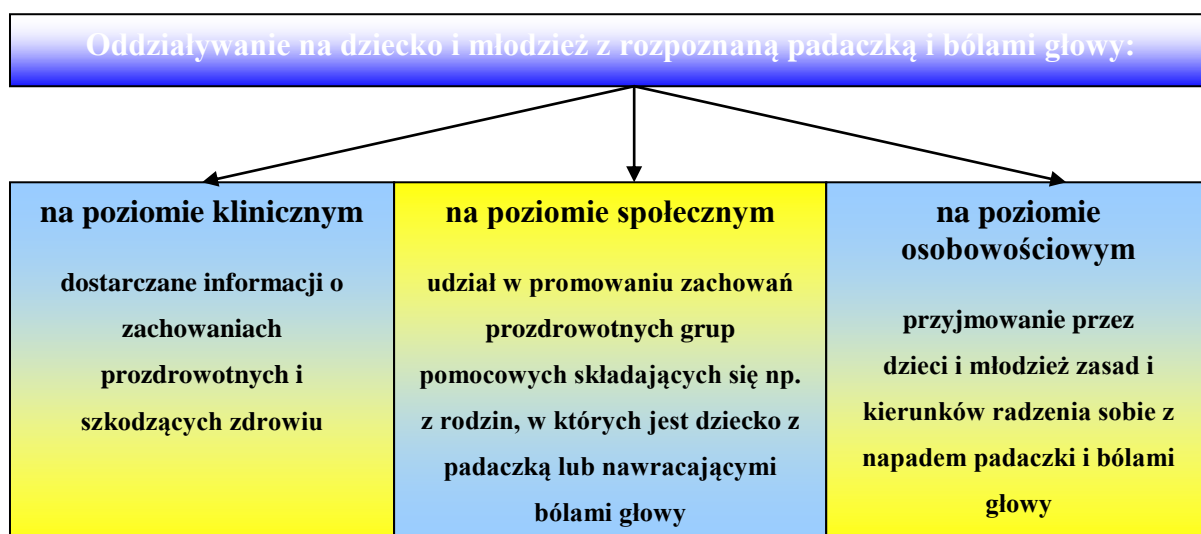 Oddziaływanie na dziecko i młodzież z rozpoznaną padaczką i bólami głowy:
na poziomie klinicznym
dostarczane informacji o
zachowaniach
prozdrowotnych i
szkodzących zdrowiu
na poziomie społecznym
udział w promowaniu zachowań
prozdrowotnych grup
pomocowych składających się np.
z rodzin, w których jest dziecko z
padaczką lub nawracającymi
bólami głowy
na poziomie
osobowościowym
przyjmowanie przez
dzieci i młodzież zasad i
kierunków radzenia sobie z
napadem padaczki i bólami
głowy